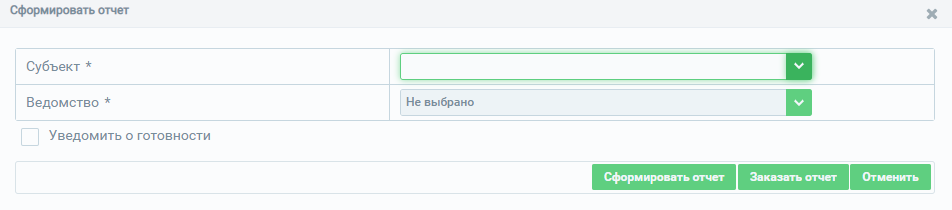 Сформировать отчет
Субъект *
Ведомство * Не выбрано
Уведомить о готовности
Сформировать отчет Заказать отчет Отменить